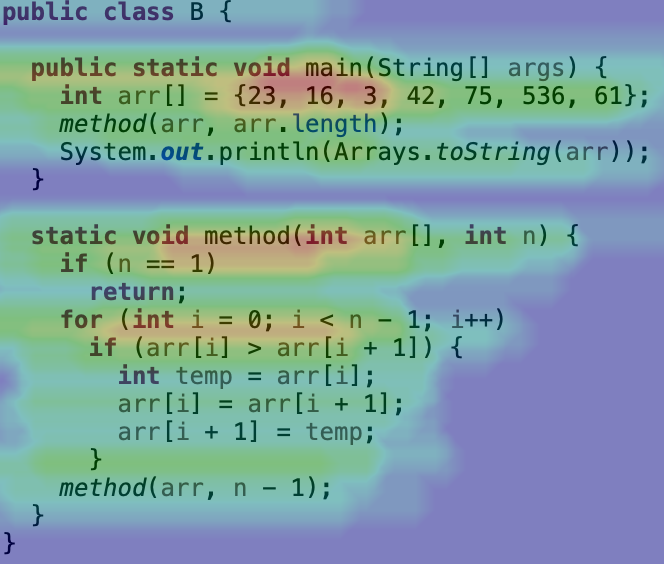 public class B {
public static void main(String[] args) {
int arr[] = {23, 16, 3, 42, 75, 536, 61};
method(arr, arr.length);
System.out.println(Arrays.toString(arr));
}
static void method(int arr[], int n) {
if (n == 1)
return;
for (int i = 0; i < n - 1; i++)
if (arr[i] > arr[i + 1]) {
int temp = arr[i];
arr[i] = arr[i + 1];
arr[i + 1] = temp;
}
method(arr, n - 1);
}
}